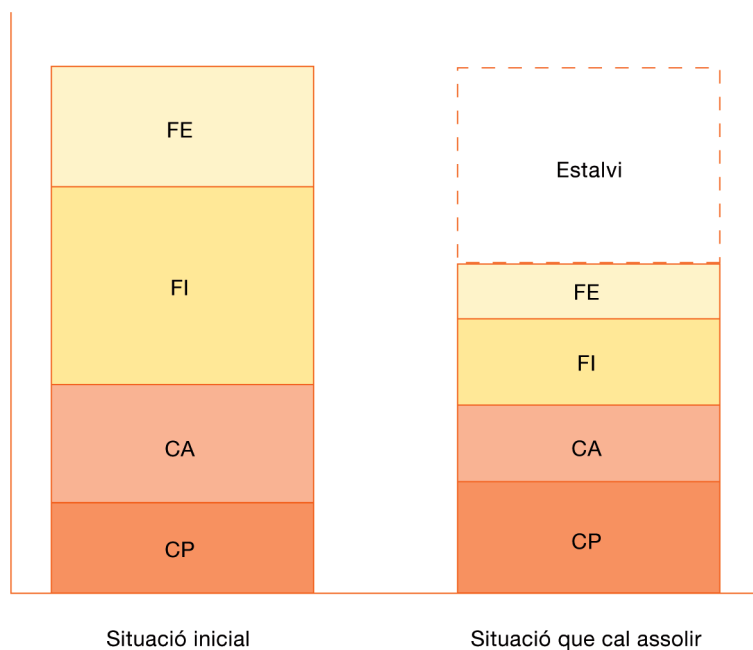 FE
FI
CA
CP
Situació inicial
Estalvi
FE
FI
CA
CP
Situació que cal assolir